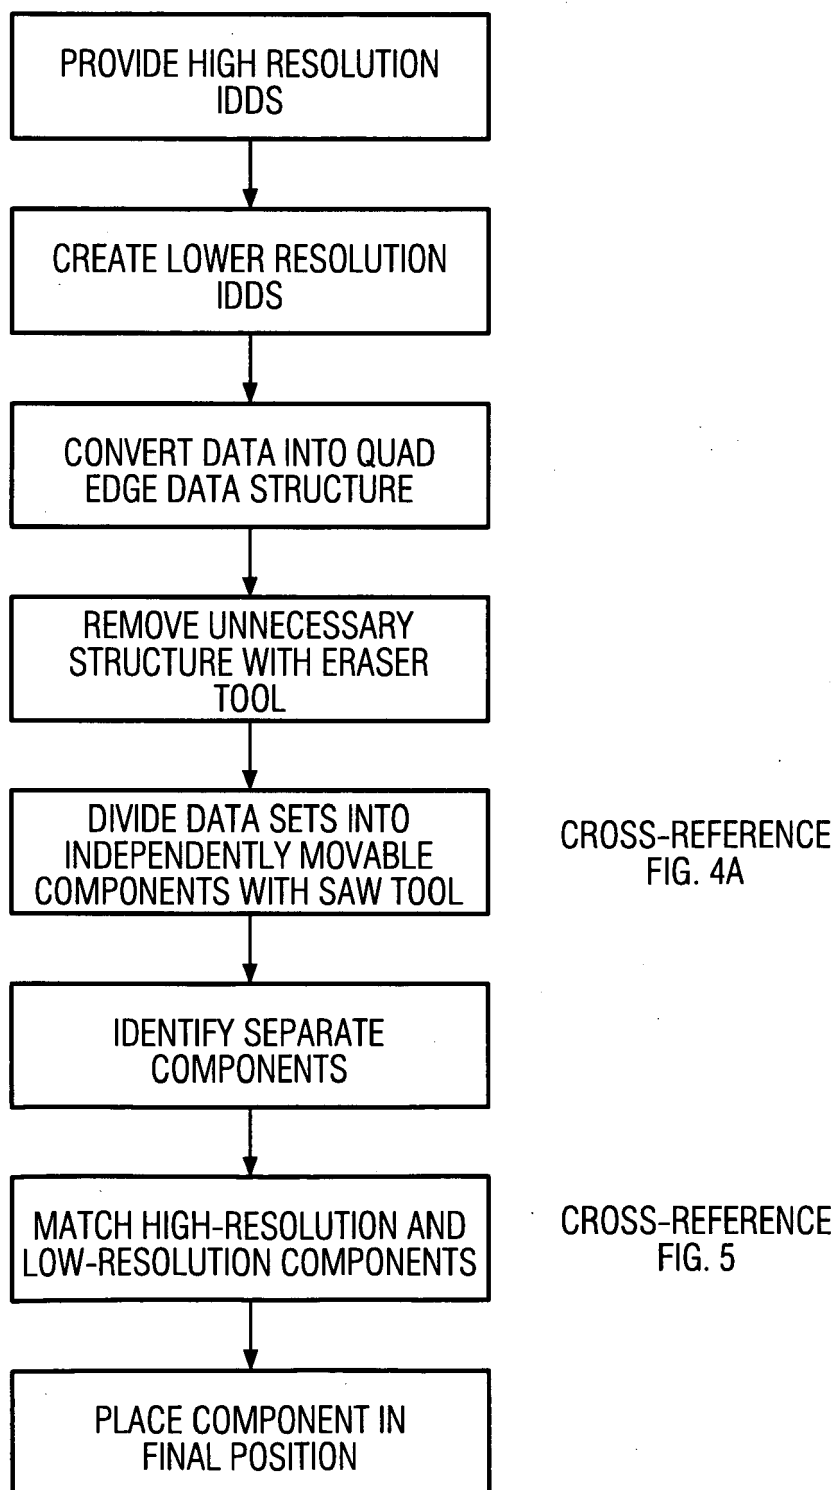 PROVIDE HIGH RESOLUTION
IDDS
CREATE LOWER RESOLUTION
IDDS
CONVERT DATA INTO QUAD
EDGE DATA STRUCTURE
REMOVE UNNECESSARY
STRUCTURE WITH ERASER
TOOL
DIVIDE DATA SETS INTO
INDEPENDENTLY MOVABLE
COMPONENTS WITH SAW TOOL
CROSS-REFERENCE
FIG. 4A
IDENTIFY SEPARATE
COMPONENTS
MATCH HIGH-RESOLUTION AND
LOW-RESOLUTION COMPONENTS
CROSS-REFERENCE
FIG. 5
PLACE COMPONENT IN
FINAL POSITION